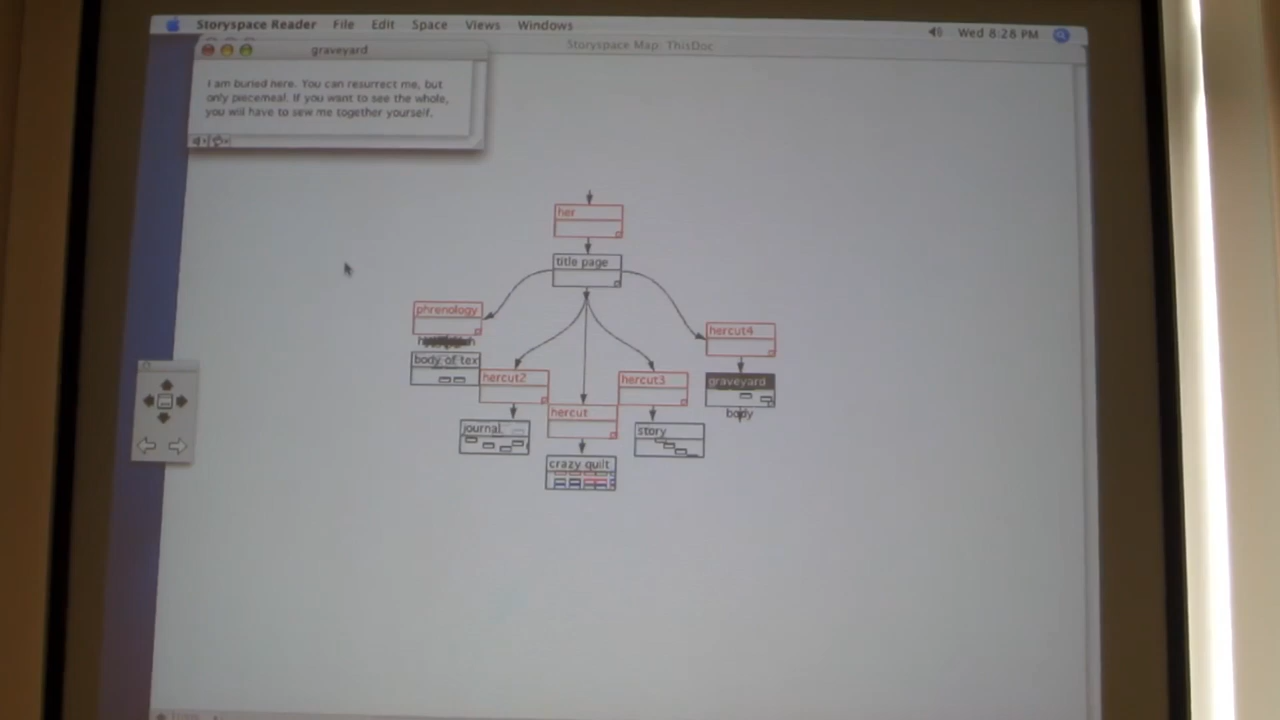 Storyspace Reader File Edit Space Views Windows
Wed 8:28 PM
Storyspace Map: ThisDoc
graveyard
I am buried here. You can resurrect me, but
only piecemeal. If you want to see the whole,
you will have to sew me together yourself.
her
title page
phrenology
hercut4
body of tex
hercut2
hercut3
graveyard
hercut
body
journal
story
crazy quilt